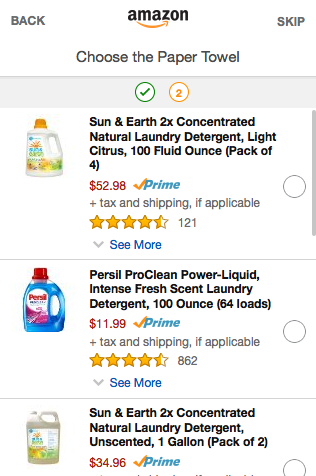 BACK
amazon
SKIP
Choose the Paper Towel
2
Sun & Earth 2x Concentrated
Natural Laundry Detergent, Light
Citrus, 100 Fluid Ounce (Pack of
4)
$52.98 Prime
+ tax and shipping, if applicable
121
See More
Persil
Persil ProClean Power-Liquid,
Intense Fresh Scent Laundry
Detergent, 100 Ounce (64 loads)
$11.99 Prime
+ tax and shipping, if applicable
862
See More
Sun & Earth 2x Concentrated
Natural Laundry Detergent,
Unscented, 1 Gallon (Pack of 2)
$34.96 Prime